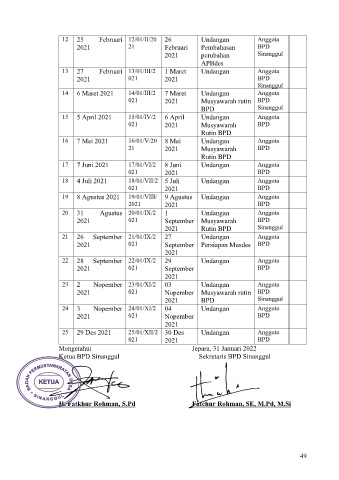 12 25 Februari 2021 12/01/II/2021 26 Februari 2021 Undangan Pembahasan perubahan APBdes Anggota BPD Sinanggul
13 27 Februari 2021 13/01/III/2021 1 Maret 2021 Undangan Anggota BPD Sinanggul
14 6 Maret 2021 14/01/III/2021 7 Maret 2021 Undangan Musyawarah rutin BPD Anggota BPD Sinanggul
15 5 April 2021 15/01/IV/2021 6 April 2021 Undangan Musyawarah Rutin BPD Anggota BPD
16 7 Mei 2021 16/01/V/2021 8 Mei 2021 Undangan Musyawarah Rutin BPD Anggota BPD
17 7 Juni 2021 17/01/VI/2021 8 Juni 2021 Undangan Anggota BPD
18 4 Juli 2021 18/01/VII/2021 5 Juli 2021 Undangan Anggota BPD
19 8 Agustus 2021 19/01/VIII/2021 9 Agustus 2021 Undangan Anggota BPD
20 31 Agustus 2021 20/01/IX/2021 1 September 2021 Undangan Musyawarah Rutin BPD Anggota BPD Sinanggul
21 26 September 2021 21/01/IX/2021 27 September 2021 Undangan Persiapan Musdes Anggota BPD
22 28 September 2021 22/01/IX/2021 29 September 2021 Undangan Anggota BPD
23 2 Nopember 2021 23/01/XI/2021 03 Nopember 2021 Undangan Musyawarah rutin BPD Anggota BPD Sinanggul
24 3 Nopember 2021 24/01/XI/2021 04 Nopember 2021 Undangan Anggota BPD
25 29 Des 2021 25/01/XII/2021 30 Des 2021 Undangan Anggota BPD
Mengetahui Jepara, 31 Januari 2022
Ketua BPD Sinanggul Sekretaris BPD Sinanggul
BADAN PERMUSYAWARATAN
KETUA
SINANGGUL
H. Fatkhur Rohman, S.Pd Fatchur Rohman, SE, M.Pd, M.Si
49